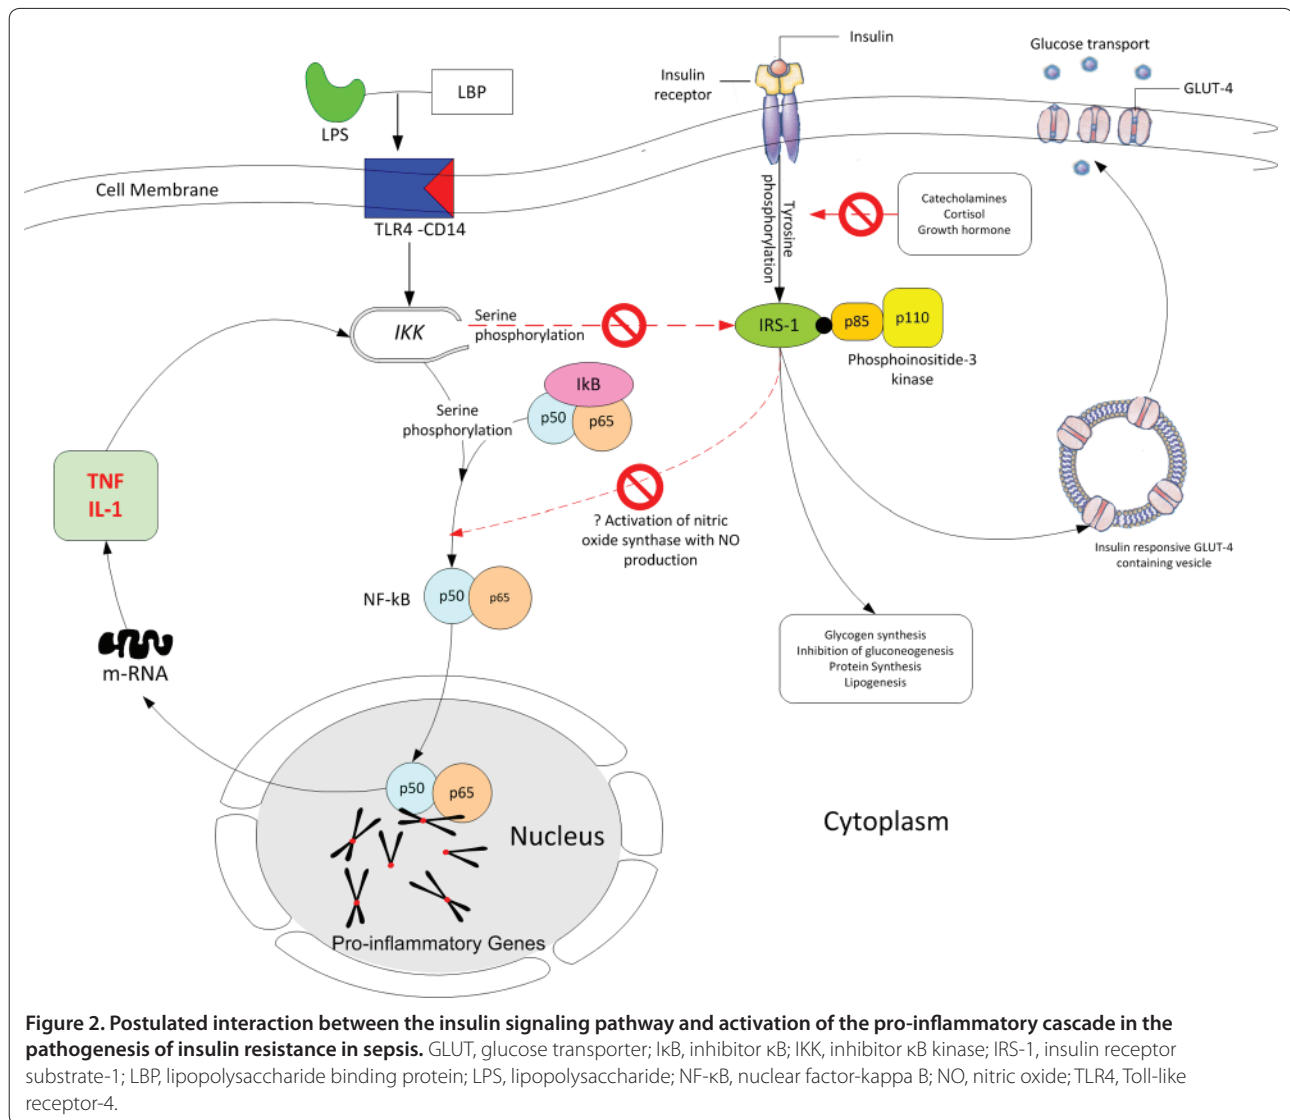 Insulin
Glucose transport
Insulin
receptor
GLUT-4
LBP
LPS
Cell Membrane
TLR4 -CD14
Tyrosine
phosphorylation
Catecholamines
Cortisol
Growth hormone
IKK
Serine
phosphorylation
IRS-1
p85
p110
Phosphoinositide-3
kinase
IkB
p50
p65
Serine
phosphorylation
TNF
IL-1
? Activation of nitric
oxide synthase with NO
production
Insulin responsive GLUT-4
containing vesicle
NF-kB
p50
p65
m-RNA
Glycogen synthesis
Inhibition of gluconeogenesis
Protein Synthesis
Lipogenesis
p50
p65
Nucleus
Cytoplasm
Pro-inflammatory Genes
Figure 2. Postulated interaction between the insulin signaling pathway and activation of the pro-inflammatory cascade in the
pathogenesis of insulin resistance in sepsis. GLUT, glucose transporter; IκB, inhibitor κB; IKK, inhibitor κB kinase; IRS-1, insulin receptor
substrate-1; LBP, lipopolysaccharide binding protein; LPS, lipopolysaccharide; NF-κB, nuclear factor-kappa B; NO, nitric oxide; TLR4, Toll-like
receptor-4.